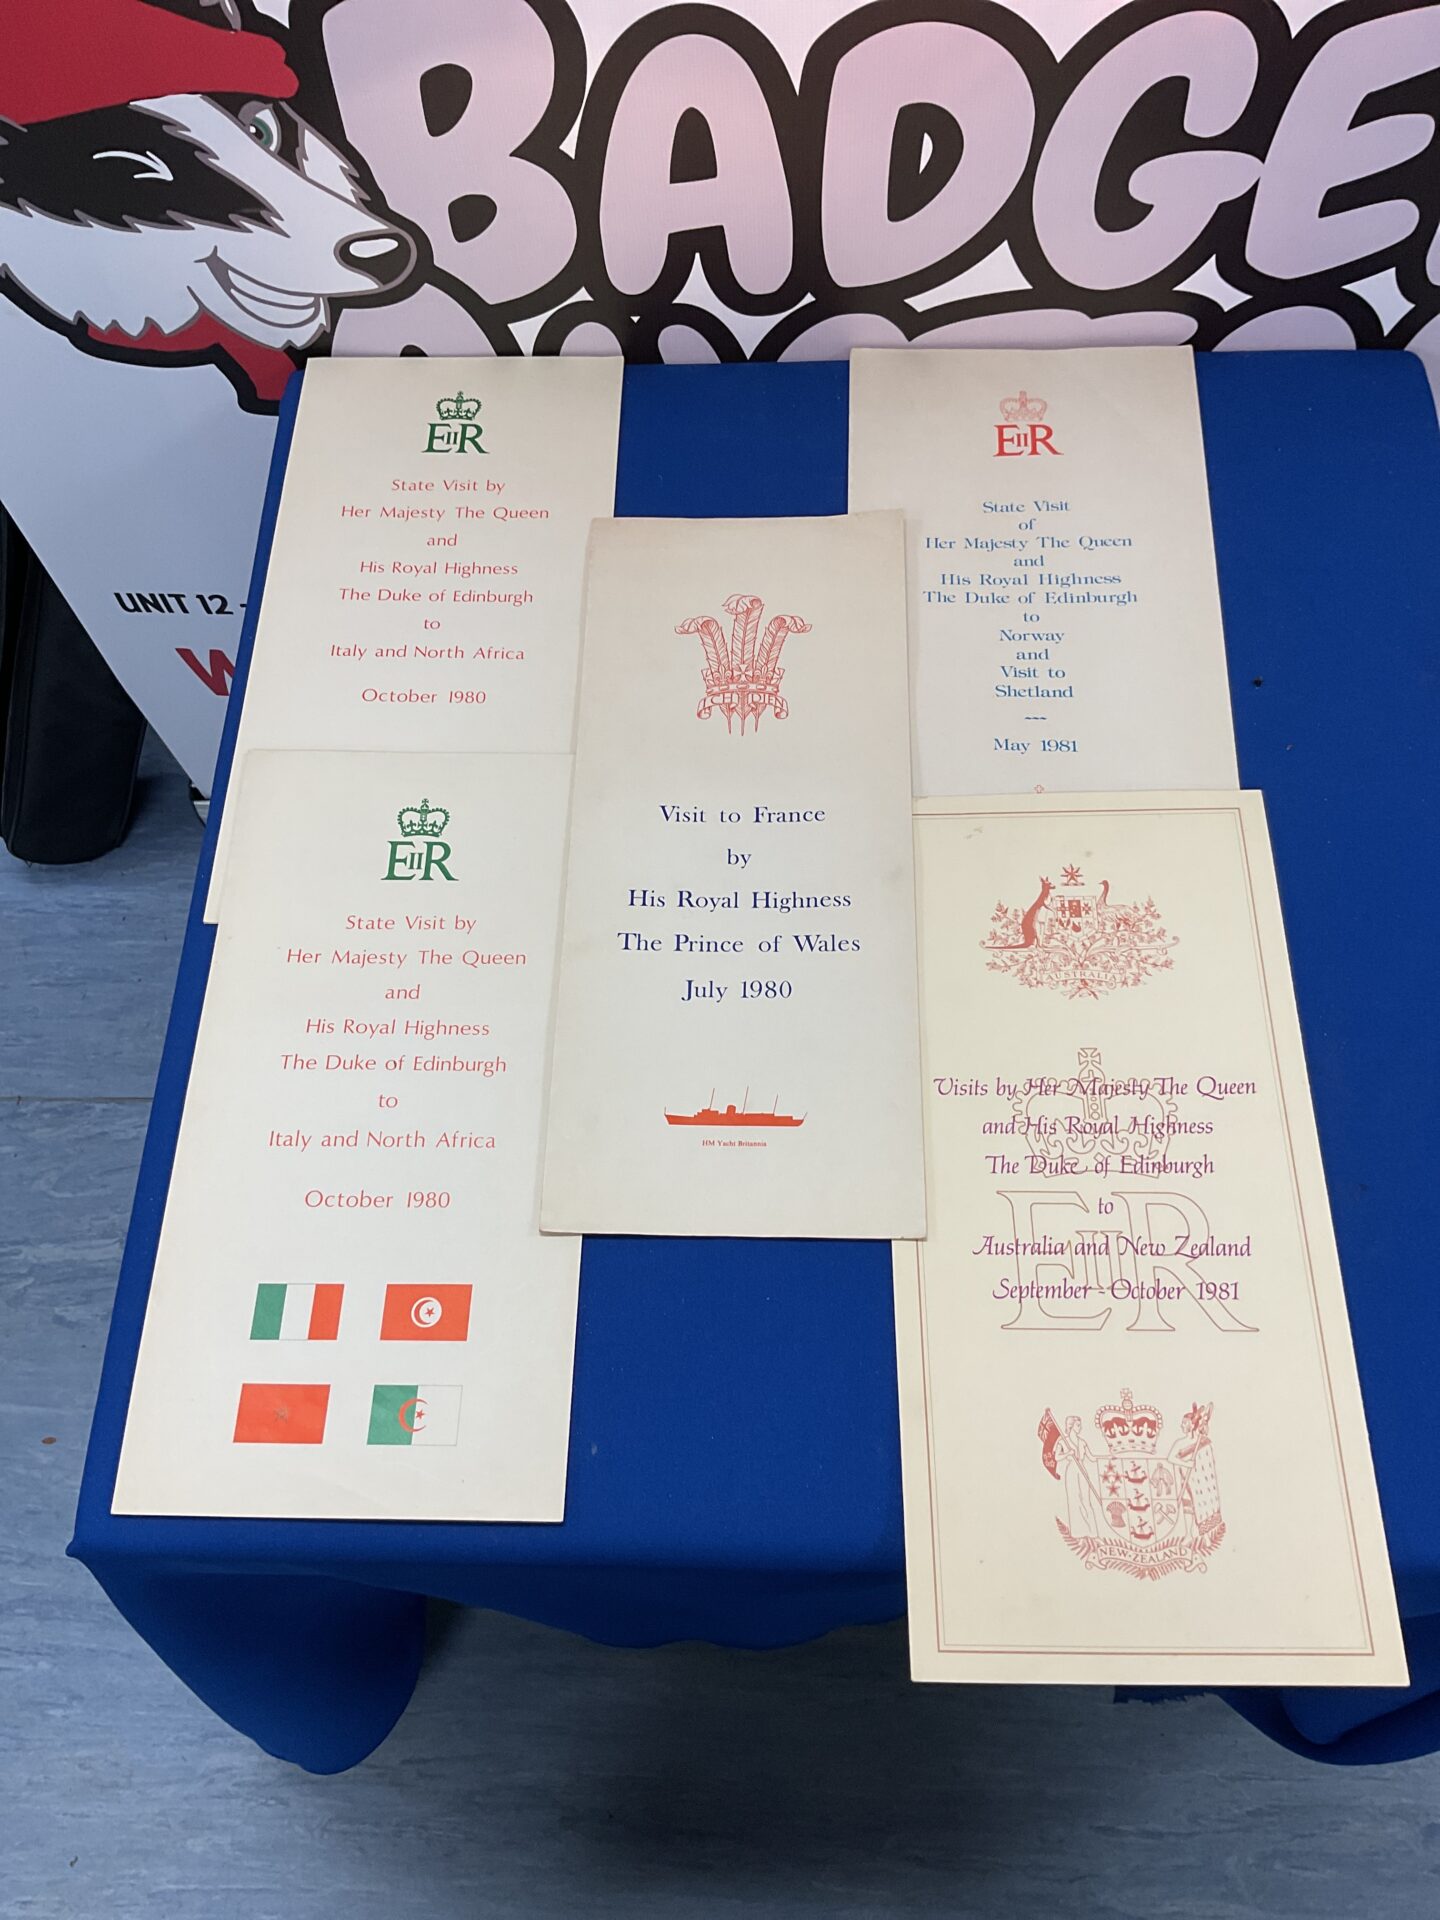 BADGE
UNIT 12 -
EIIR
State Visit by
Her Majesty The Queen
and
His Royal Highness
The Duke of Edinburgh
to
Italy and North Africa
October 1980
EIIR
State Visit
of
Her Majesty The Queen
and
His Royal Highness
The Duke of Edinburgh
to
Norway
and
Visit to
Shetland
May 1981
ICH DIEN
Visit to France
by
His Royal Highness
The Prince of Wales
July 1980
HM Yacht Britannia
EIIR
State Visit by
Her Majesty The Queen
and
His Royal Highness
The Duke of Edinburgh
to
Italy and North Africa
October 1980
AUSTRALIA
Visits by Her Majesty The Queen
and His Royal Highness
The Duke of Edinburgh
to
Australia and New Zealand
September - October 1981
EIIR
NEW·ZEALAND